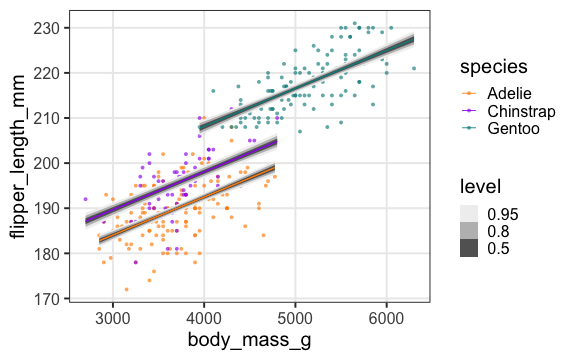 230
220
210
200
190
180
170
flipper_length_mm
3000 4000 5000 6000
body_mass_g
species
Adelie
Chinstrap
Gentoo
level
0.95
0.8
0.5